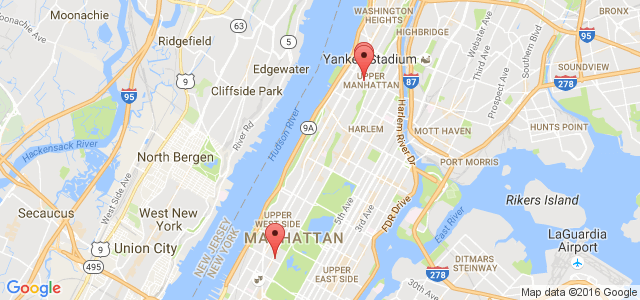 Moonachie
Moonachie Ave
Ridgefield
63
5
WASHINGTON
HEIGHTS
BRONX
HIGHBRIDGE
95
Webster Ave
Southern Blvd
Third Ave
Edgewater
Yankee Stadium
SOUNDVIEW
9
Cliffside Park
UPPER
MANHATTAN
87
Prospect Ave
278
95
Hudson River
9A
HARLEM
Harlem River Dr
MOTT HAVEN
HUNTS POINT
River Rd
Hackensack River
North Bergen
PORT MORRIS
West Side Ave
Rikers Island
Secaucus
West New
York
UPPER
WEST SIDE
5th Ave
3rd Ave
FDR Drive
East River
LaGuardia
Airport
NEW JERSEY
NEW YORK
MANHATTAN
Union City
9
495
UPPER
EAST SIDE
DITMARS
STEINWAY
278
30th Ave
Google
Map data ©2016 Google